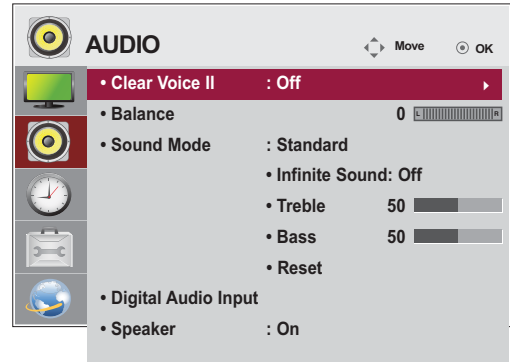 AUDIO Move OK
• Clear Voice II : Off
• Balance 0 L R
• Sound Mode : Standard
• Infinite Sound: Off
• Treble 50
• Bass 50
• Reset
• Digital Audio Input
• Speaker : On